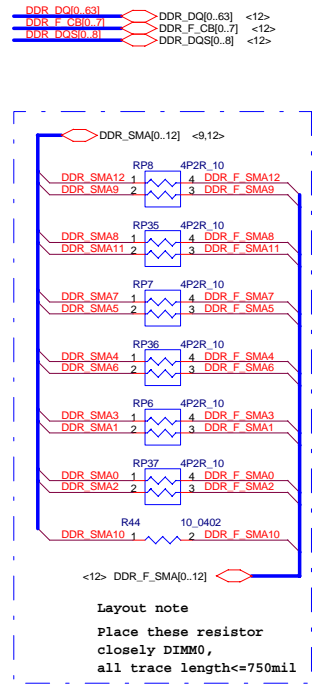 DDR_DQ[0..63] DDR_DQ[0..63] <12>
DDR_F_CB[0..7] DDR_F_CB[0..7] <12>
DDR_DQS[0..8] DDR_DQS[0..8] <12>
DDR_SMA[0..12] <9,12>
RP8 4P2R_10
DDR_SMA12 1 4 DDR_F_SMA12
DDR_SMA9 2 3 DDR_F_SMA9
RP35 4P2R_10
DDR_SMA8 1 4 DDR_F_SMA8
DDR_SMA11 2 3 DDR_F_SMA11
RP7 4P2R_10
DDR_SMA7 1 4 DDR_F_SMA7
DDR_SMA5 2 3 DDR_F_SMA5
RP36 4P2R_10
DDR_SMA4 1 4 DDR_F_SMA4
DDR_SMA6 2 3 DDR_F_SMA6
RP6 4P2R_10
DDR_SMA3 1 4 DDR_F_SMA3
DDR_SMA1 2 3 DDR_F_SMA1
RP37 4P2R_10
DDR_SMA0 1 4 DDR_F_SMA0
DDR_SMA2 2 3 DDR_F_SMA2
R44 10_0402
DDR_SMA10 1 2 DDR_F_SMA10
<12> DDR_F_SMA[0..12]
Layout note
Place these resistor
closely DIMM0,
all trace length<=750mil